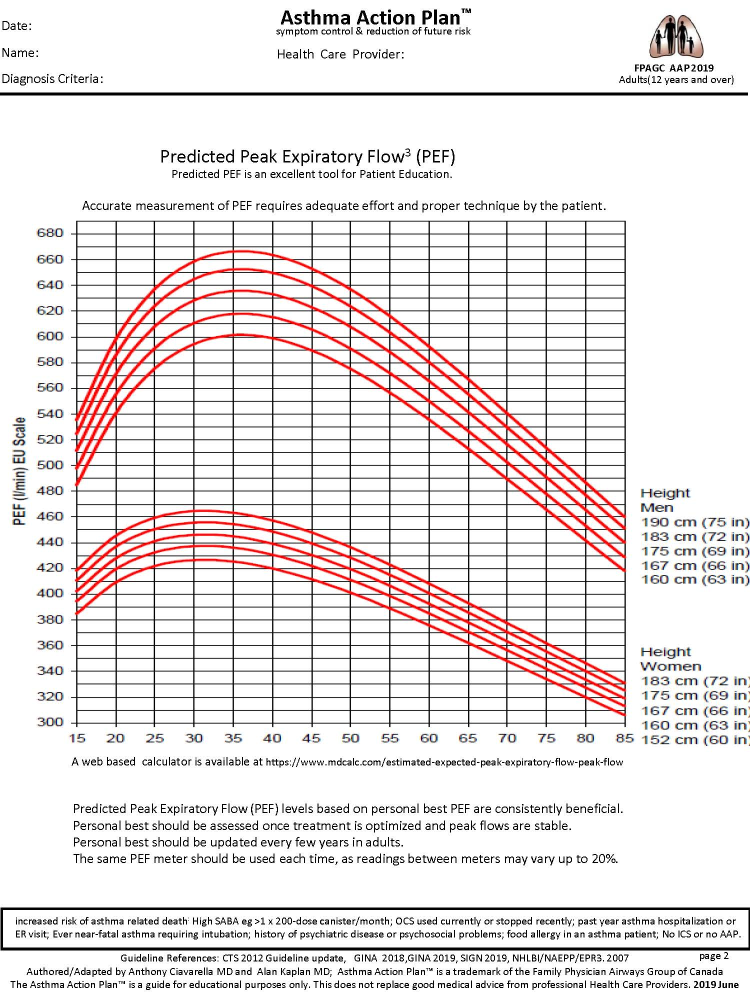 Asthma Action Plan™
symptom control & reduction of future risk
Date:
Name:
Health Care Provider:
Diagnosis Criteria:
FPAGC AAP2019
Adults(12 years and over)
Predicted Peak Expiratory Flow3 (PEF)
Predicted PEF is an excellent tool for Patient Education.
Accurate measurement of PEF requires adequate effort and proper technique by the patient.
PEF (l/min) EU Scale
680
660
640
620
600
580
560
540
520
500
480
460
440
420
400
380
360
340
320
300
15 20 25 30 35 40 45 50 55 60 65 70 75 80 85
Height
Men
190 cm (75 in)
183 cm (72 in)
175 cm (69 in)
167 cm (66 in)
160 cm (63 in)
Height
Women
183 cm (72 in)
175 cm (69 in)
167 cm (66 in)
160 cm (63 in)
152 cm (60 in)
A web based calculator is available at https://www.mdcalc.com/estimated-expected-peak-expiratory-flow-peak-flow
Predicted Peak Expiratory Flow (PEF) levels based on personal best PEF are consistently beneficial.
Personal best should be assessed once treatment is optimized and peak flows are stable.
Personal best should be updated every few years in adults.
The same PEF meter should be used each time, as readings between meters may vary up to 20%.
increased risk of asthma related death: High SABA eg >1 x 200-dose canister/month; OCS used currently or stopped recently; past year asthma hospitalization or
ER visit; Ever near-fatal asthma requiring intubation; history of psychiatric disease or psychosocial problems; food allergy in an asthma patient; No ICS or no AAP.
Guideline References: CTS 2012 Guideline update, GINA 2018,GINA 2019, SIGN 2019, NHLBI/NAEPP/EPR3. 2007
page 2
Authored/Adapted by Anthony Ciavarella MD and Alan Kaplan MD; Asthma Action Plan™ is a trademark of the Family Physician Airways Group of Canada
The Asthma Action Plan™ is a guide for educational purposes only. This does not replace good medical advice from professional Health Care Providers. 2019 June